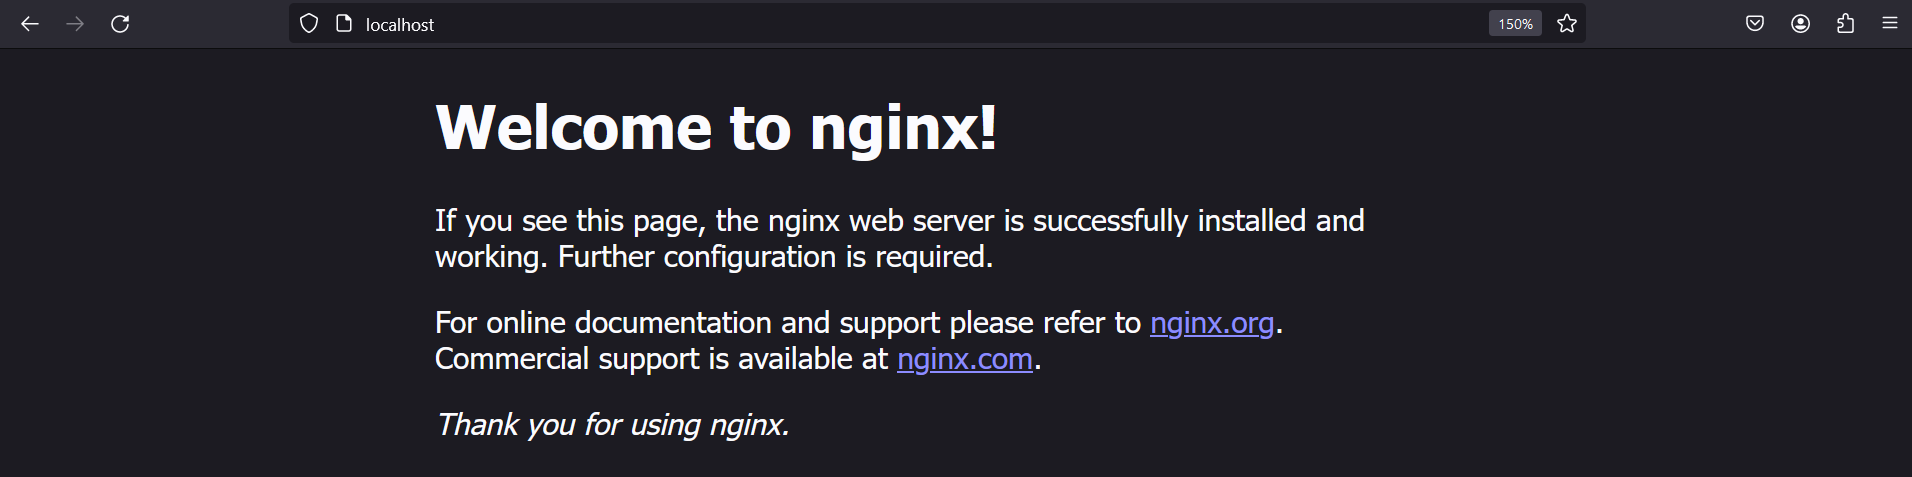 localhost
150%
Welcome to nginx!
If you see this page, the nginx web server is successfully installed and
working. Further configuration is required.
For online documentation and support please refer to nginx.org.
Commercial support is available at nginx.com.
Thank you for using nginx.